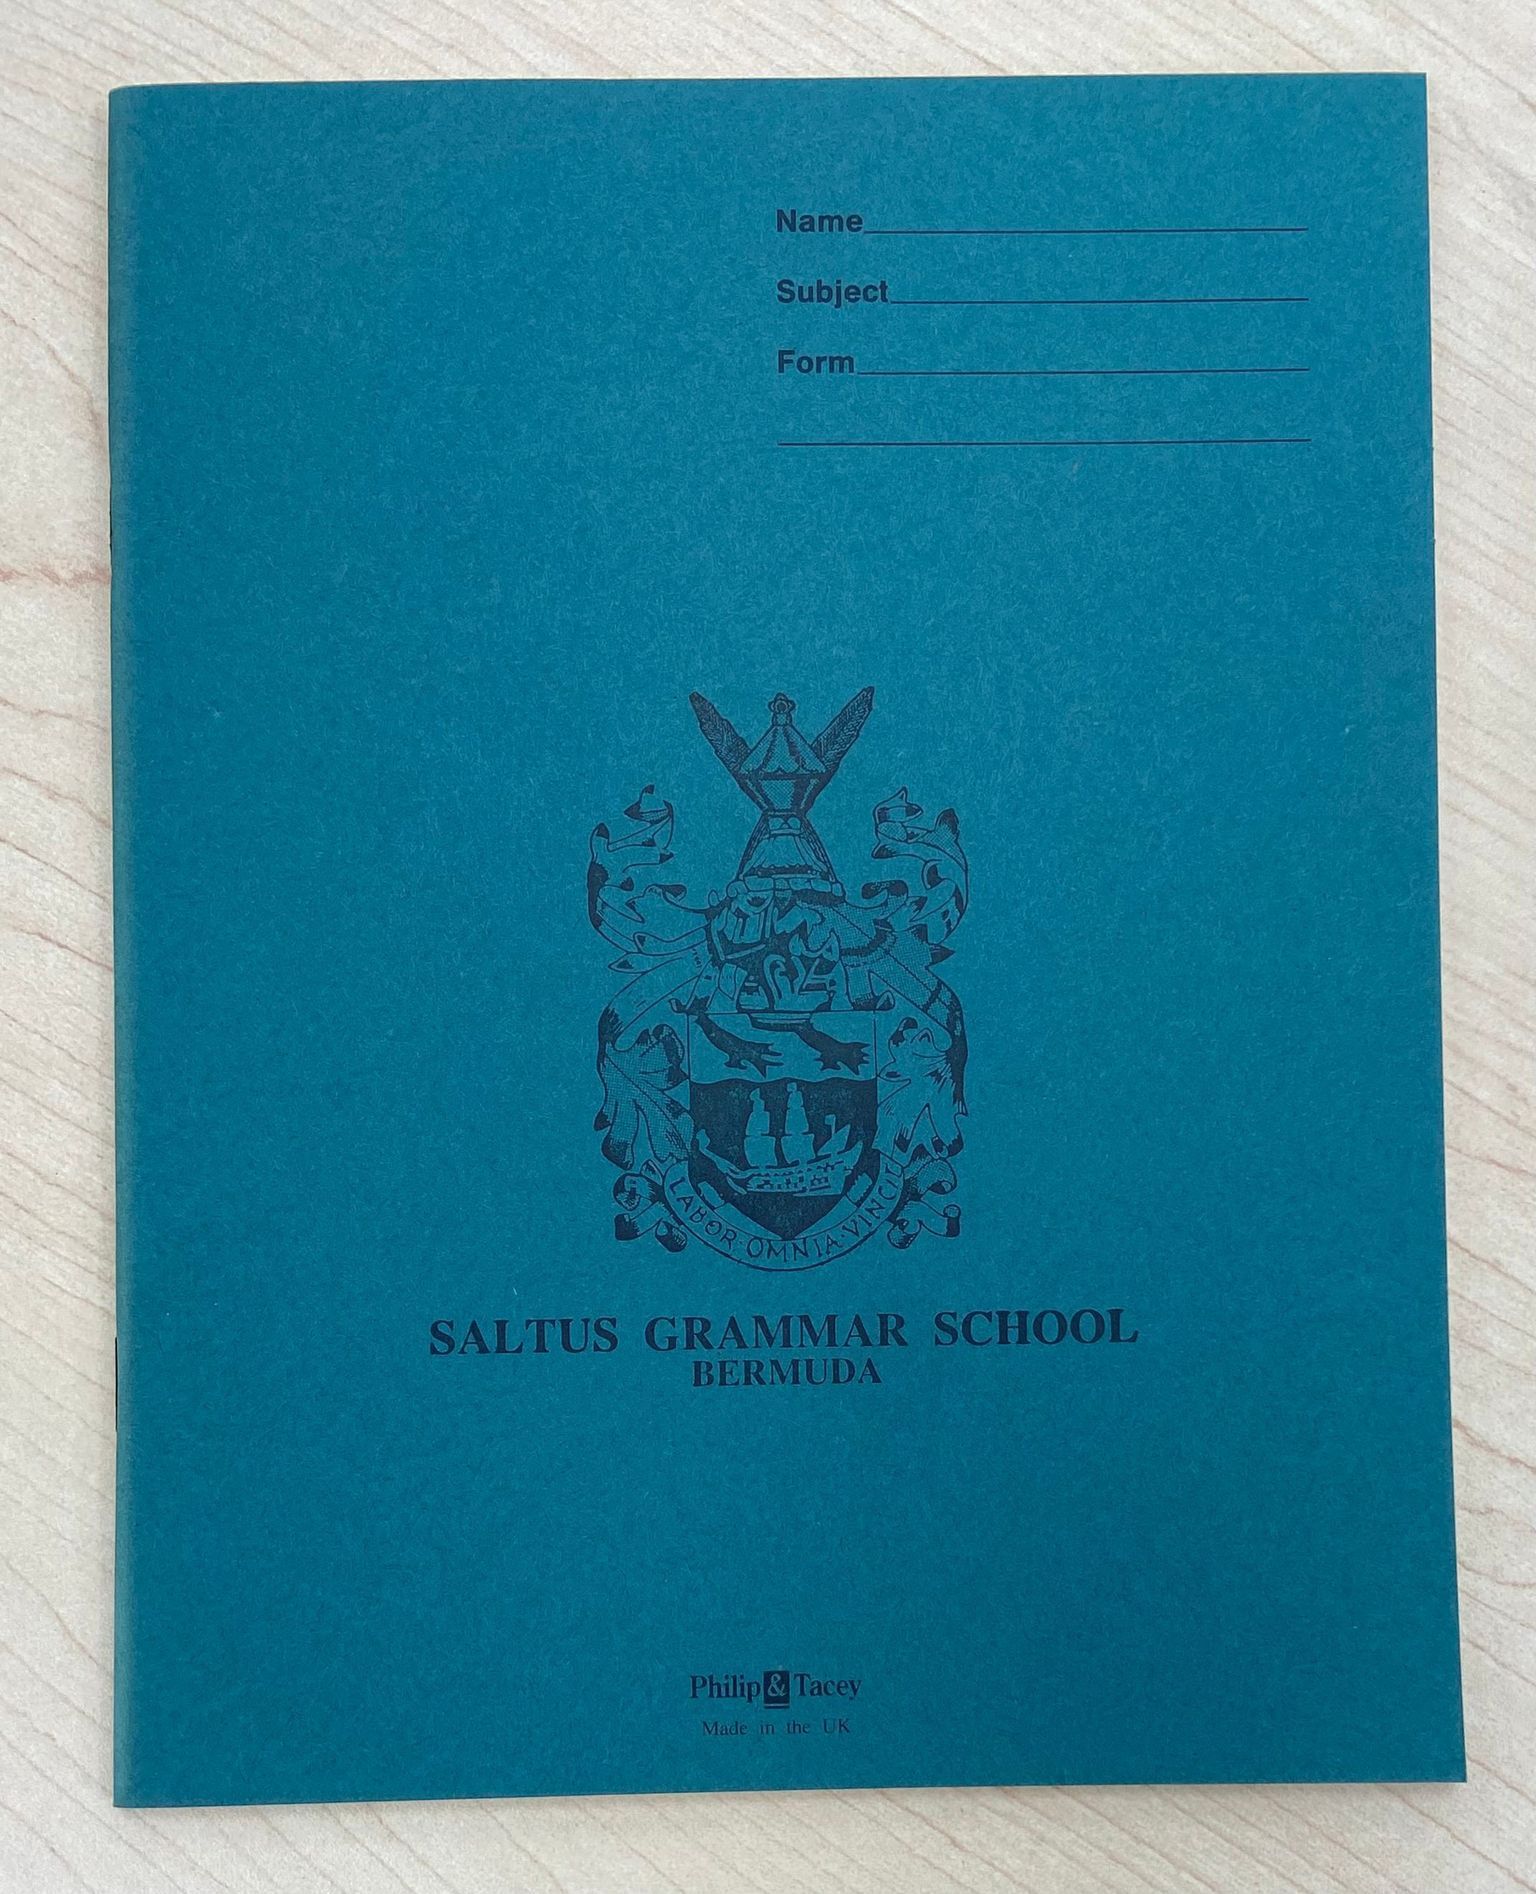 Name
Subject
Form
LABOR·OMNIA·VINCIT
SALTUS GRAMMAR SCHOOL
BERMUDA
Philip & Tacey
Made in the UK